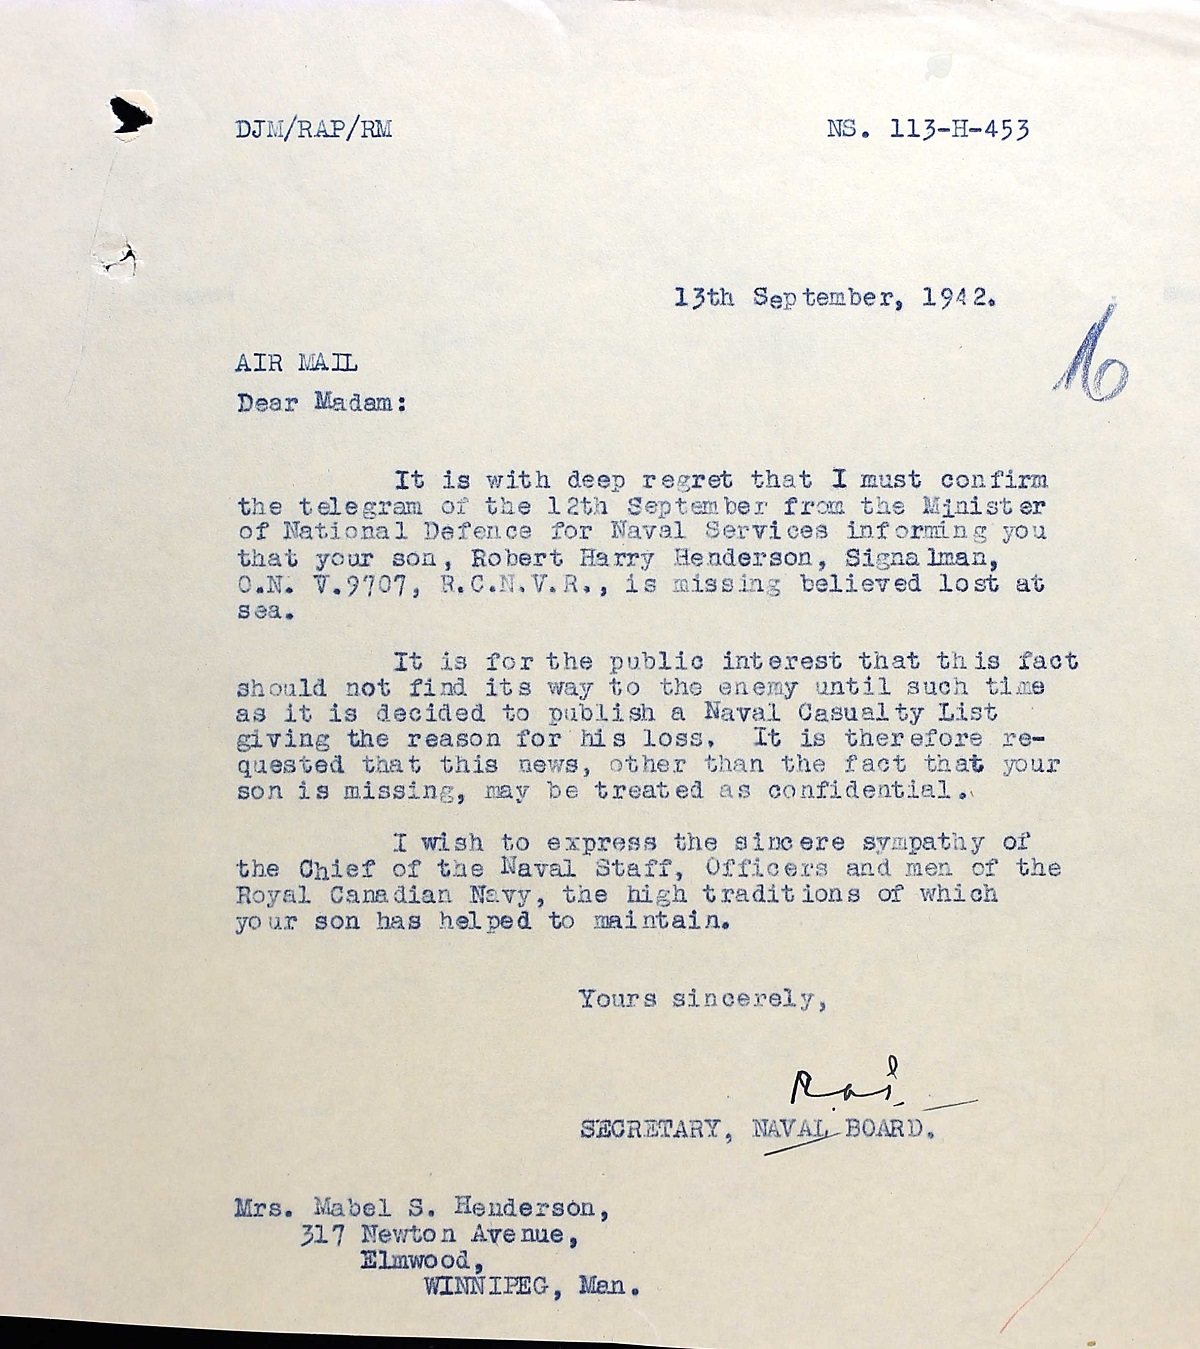 DJM/RAP/RM NS. 113-H-453
13th September, 1942.
16
AIR MAIL
Dear Madam:
It is with deep regret that I must confirm
the telegram of the 12th September from the Minister
of National Defence for Naval Services informing you
that your son, Robert Harry Henderson, Signalman,
O.N. V.9707, R.C.N.V.R., is missing believed lost at
sea.
It is for the public interest that this fact
should not find its way to the enemy until such time
as it is decided to publish a Naval Casualty List
giving the reason for his loss. It is therefore re-
quested that this news, other than the fact that your
son is missing, may be treated as confidential.
I wish to express the sincere sympathy of
the Chief of the Naval Staff, Officers and men of the
Royal Canadian Navy, the high traditions of which
your son has helped to maintain.
Yours sincerely,
SECRETARY, NAVAL BOARD.
Mrs. Mabel S. Henderson,
317 Newton Avenue,
Elmwood,
WINNIPEG, Man.